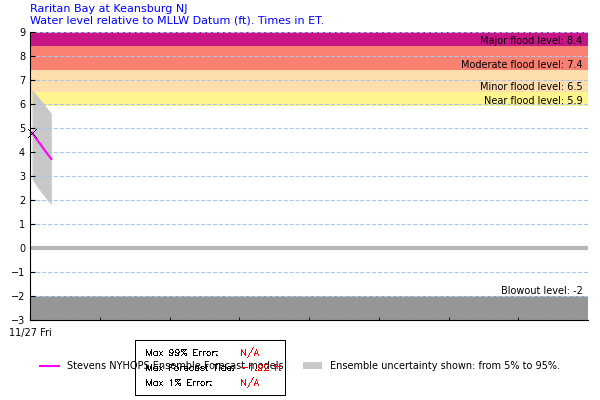 Raritan Bay at Keansburg NJ
Water level relative to MLLW Datum (ft). Times in ET.
9
Major flood level: 8.4
8
Moderate flood level: 7.4
7
Minor flood level: 6.5
6
Near flood level: 5.9
5
4
3
2
1
0
−1
Blowout level: -2
−2
−3
11/27 Fri
Max 99% Error: N/A
Stevens NYHOPS Ensemble Forecast models
Max Forecast Tide: ft
Ensemble uncertainty shown: from 5% to 95%.
Max 1% Error: N/A